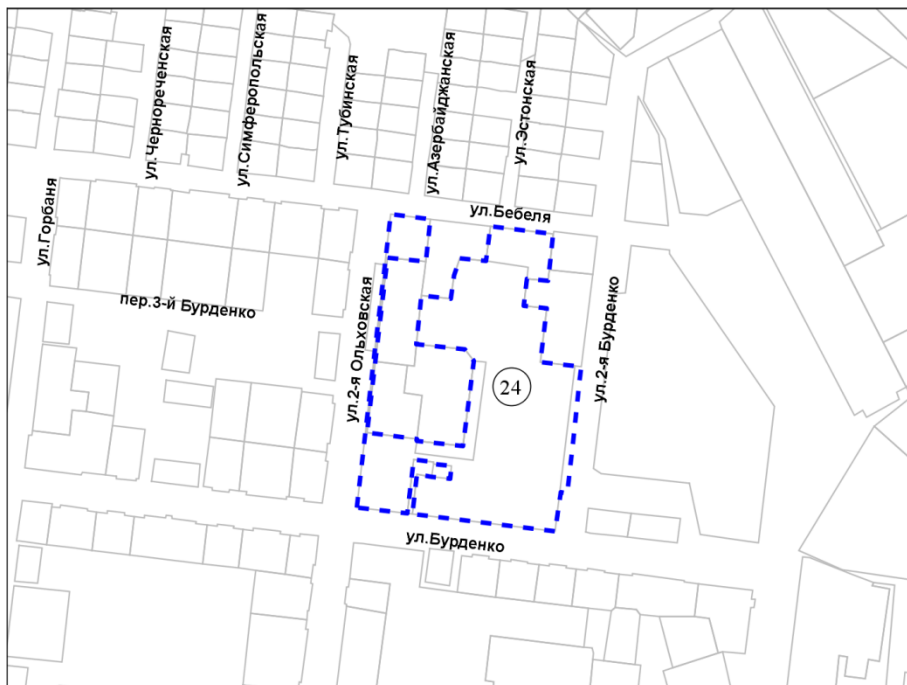 ул.Чернореченская
ул.Симферопольская
ул.Тубинская
ул.Азербайджанская
ул.Эстонская
ул.Горбаня
ул.Бебеля
пер.3-й Бурденко
ул.2-я Ольховская
24
ул.2-я Бурденко
ул.Бурденко